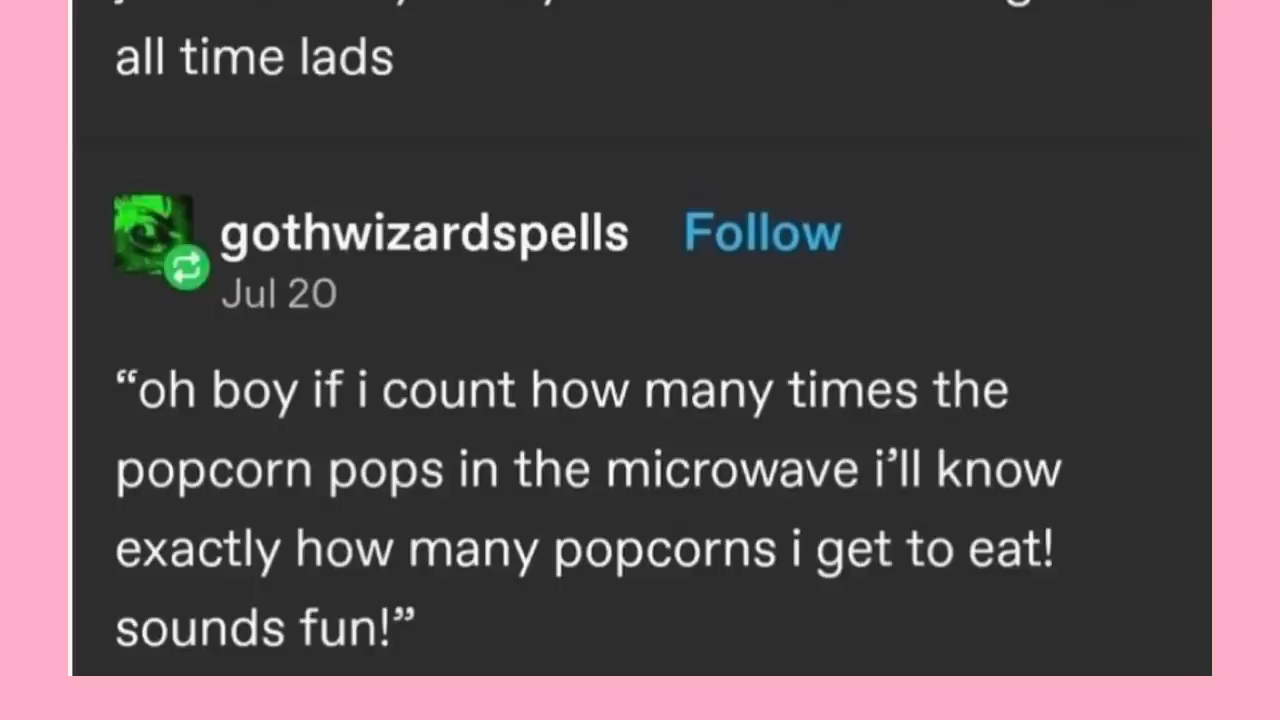 all time lads
gothwizardspells Follow
Jul 20
“oh boy if i count how many times the
popcorn pops in the microwave i’ll know
exactly how many popcorns i get to eat!
sounds fun!”